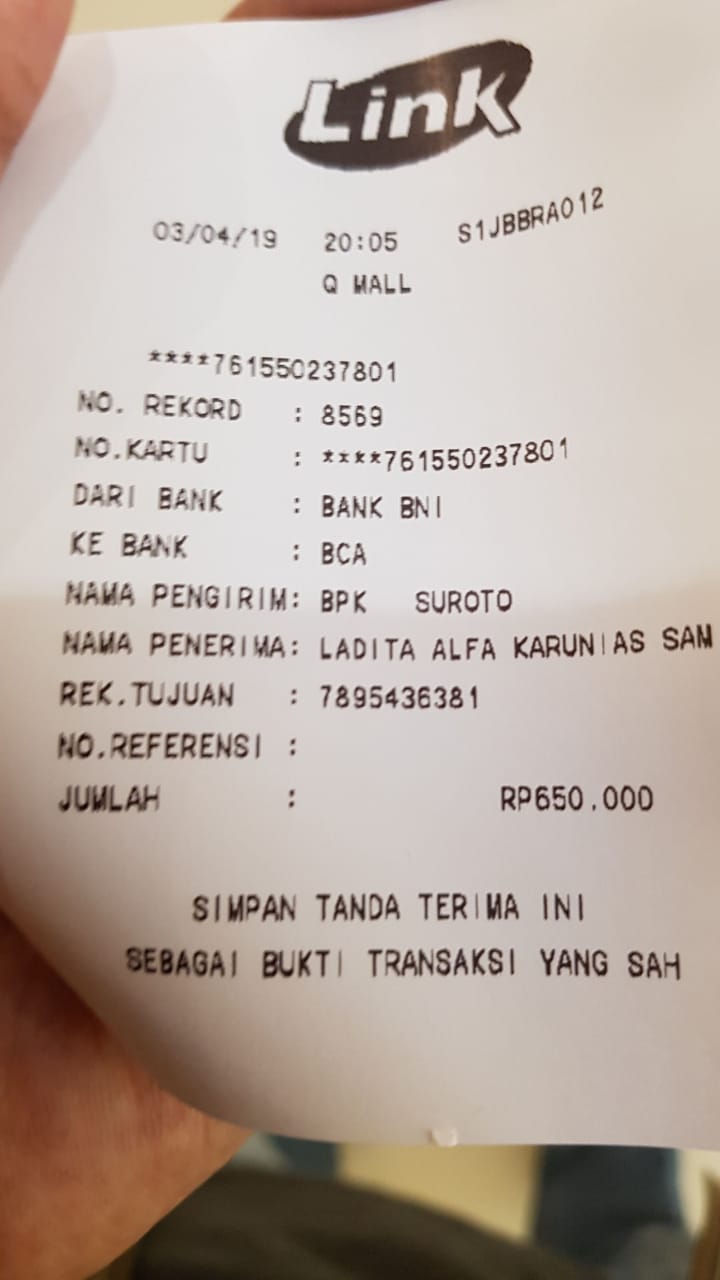 Link
03/04/19 20:05 S1JBBRA012
Q MALL
****761550237801
NO. REKORD : 8569
NO.KARTU : ****761550237801
DARI BANK : BANK BNI
KE BANK : BCA
NAMA PENGIRIM: BPK SUROTO
NAMA PENERIMA: LADITA ALFA KARUNIAS SAM
REK.TUJUAN : 7895436381
NO.REFERENSI :
JUMLAH : RP650.000
SIMPAN TANDA TERIMA INI
SEBAGAI BUKTI TRANSAKSI YANG SAH